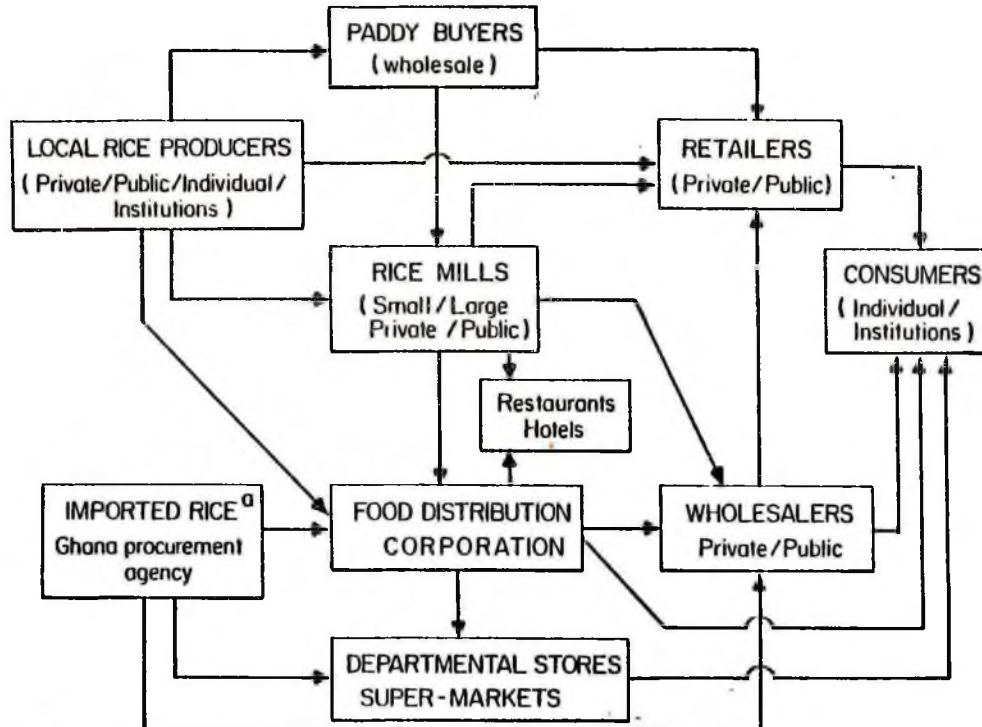 PADDY BUYERS
(wholesale)
LOCAL RICE PRODUCERS
(Private/Public/Individual/
Institutions)
RETAILERS
(Private/Public)
RICE MILLS
(Small/Large
Private/Public)
CONSUMERS
(Individual/
Institutions)
Restaurants
Hotels
IMPORTED RICE a
Ghana procurement
agency
FOOD DISTRIBUTION
CORPORATION
WHOLESALERS
Private/Public
DEPARTMENTAL STORES
SUPER-MARKETS